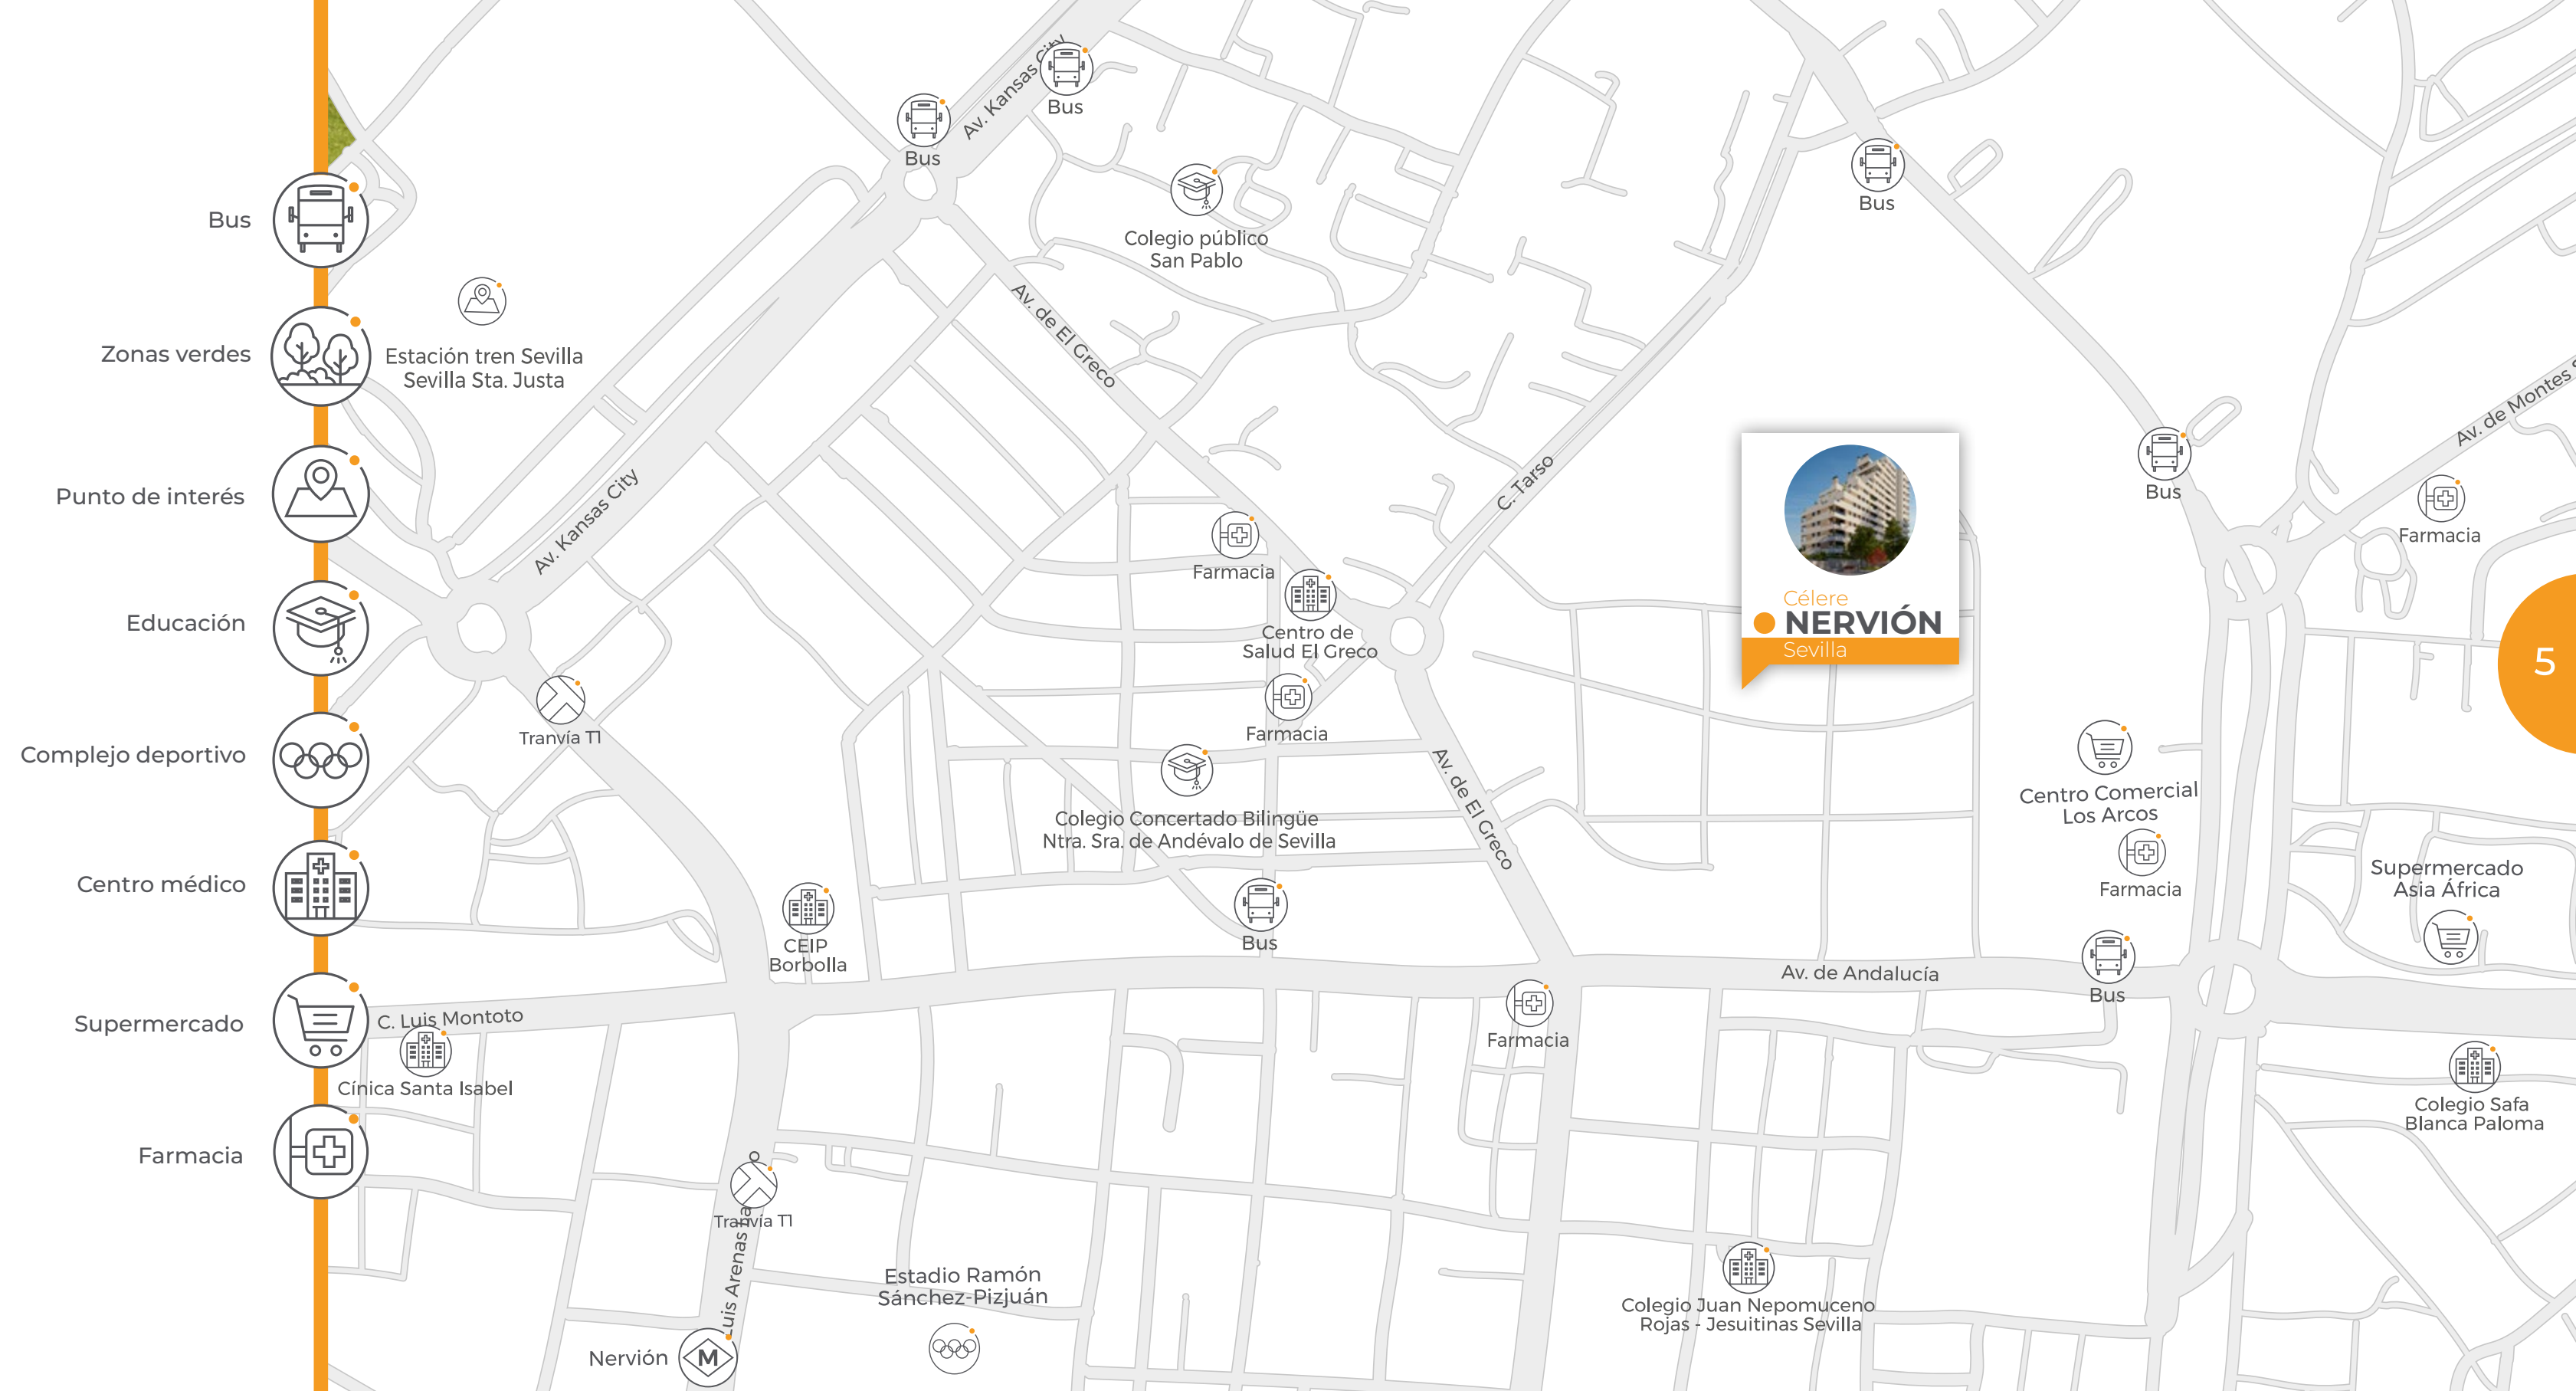 Bus
Zonas verdes
Punto de interés
Educación
Complejo deportivo
Centro médico
Supermercado
Farmacia
Av. Kansas City
Bus
Bus
Bus
Colegio público
San Pablo
Estación tren Sevilla
Sevilla Sta. Justa
Av. de El Greco
Av. de Montes
Av. Kansas City
C. Tarso
Bus
Farmacia
Farmacia
Centro de
Salud El Greco
Célere
NERVIÓN
Sevilla
5
Farmacia
Tranvía T1
Av. de El Greco
Colegio Concertado Bilingüe
Ntra. Sra. de Andévalo de Sevilla
Centro Comercial
Los Arcos
Farmacia
Supermercado
Asia África
CEIP
Borbolla
Bus
Av. de Andalucía
Bus
C. Luis Montoto
Cínica Santa Isabel
Farmacia
Colegio Safa
Blanca Paloma
Tranvía T1
Luis Arenas
Estadio Ramón
Sánchez-Pizjuán
Colegio Juan Nepomuceno
Rojas - Jesuitinas Sevilla
Nervión
M